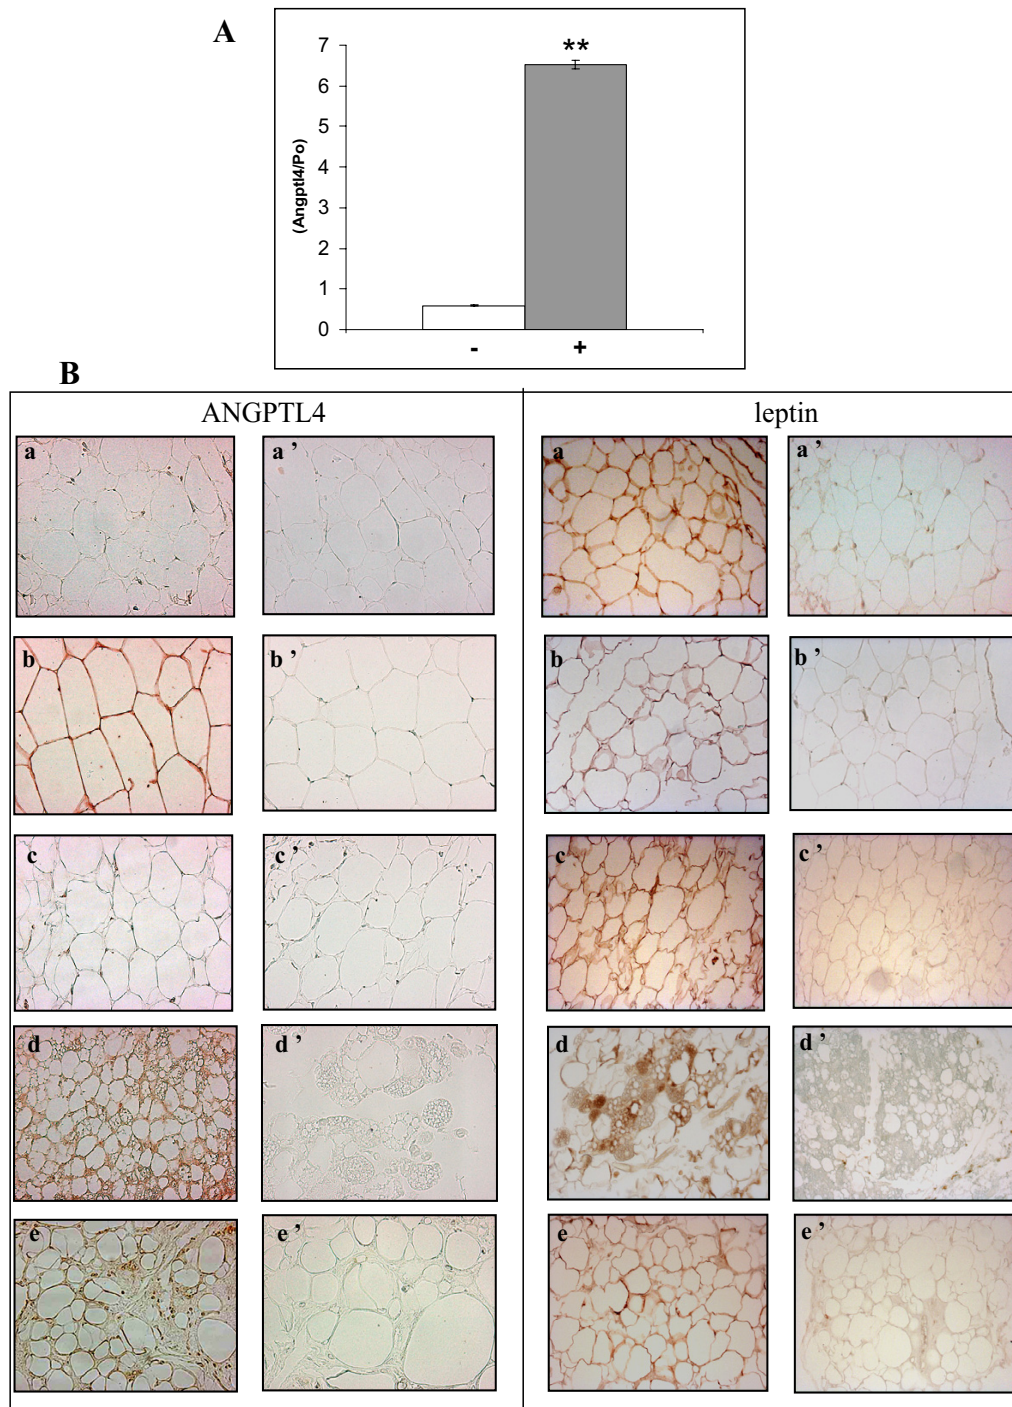 A
7
**
6
5
4
3
2
1
0
(Angptl4/Po)
- +
B
ANGPTL4 leptin
a a ' a a '
b b ' b b '
c c ' c c '
d d ' d d '
e e ' e e '